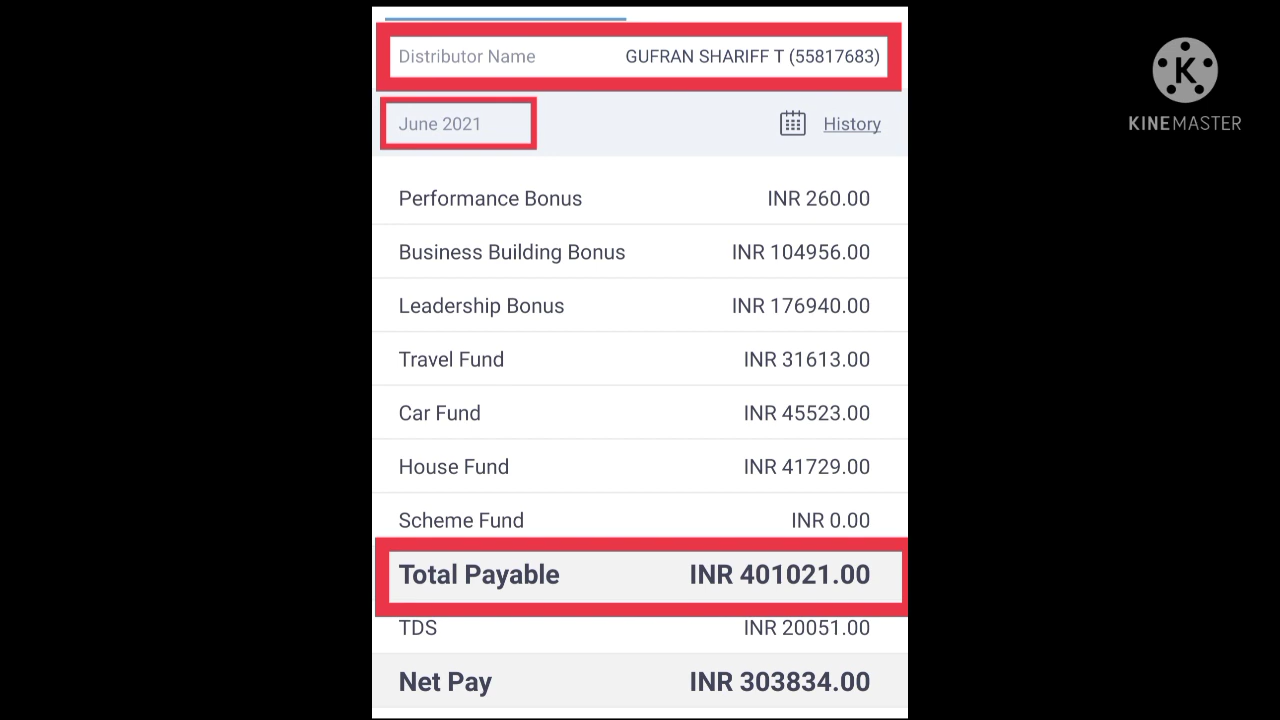 Distributor Name GUFRAN SHARIFF T (55817683)
June 2021 History
Performance Bonus INR 260.00
Business Building Bonus INR 104956.00
Leadership Bonus INR 176940.00
Travel Fund INR 31613.00
Car Fund INR 45523.00
House Fund INR 41729.00
Scheme Fund INR 0.00
Total Payable INR 401021.00
TDS INR 20051.00
Net Pay INR 303834.00
K
KINEMASTER